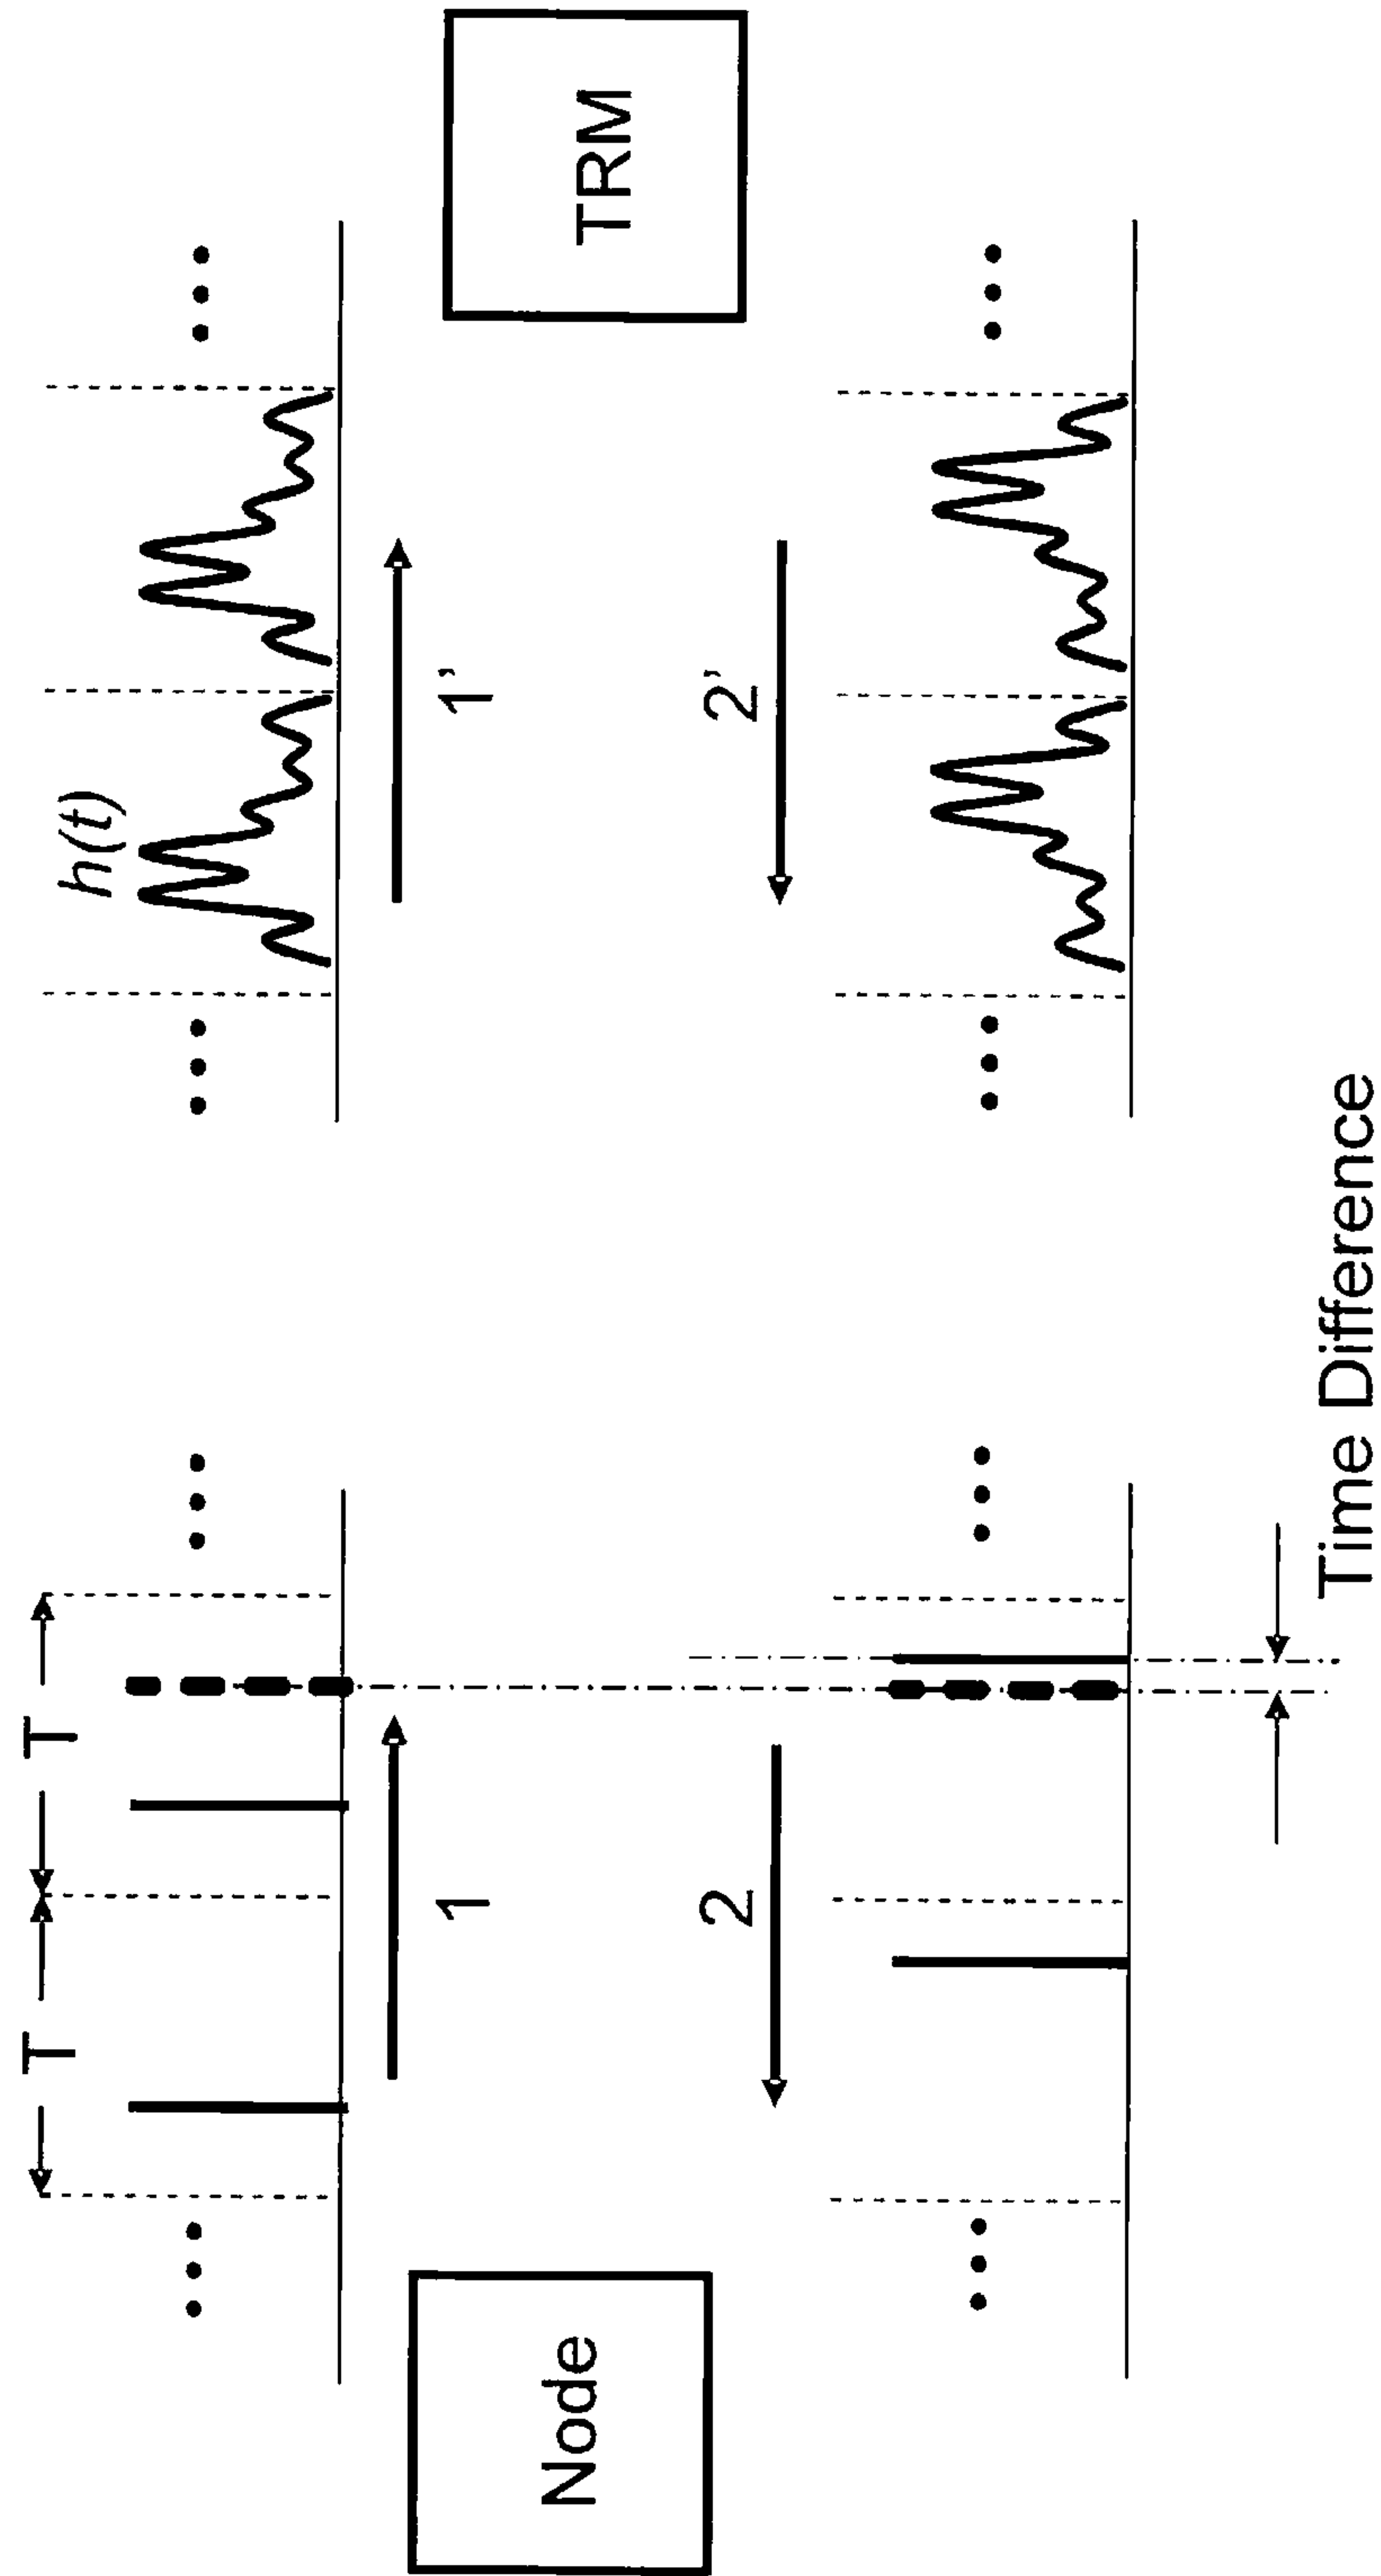 T T
h(t)
1
1’
TRM
Node
2
2’
Time Difference